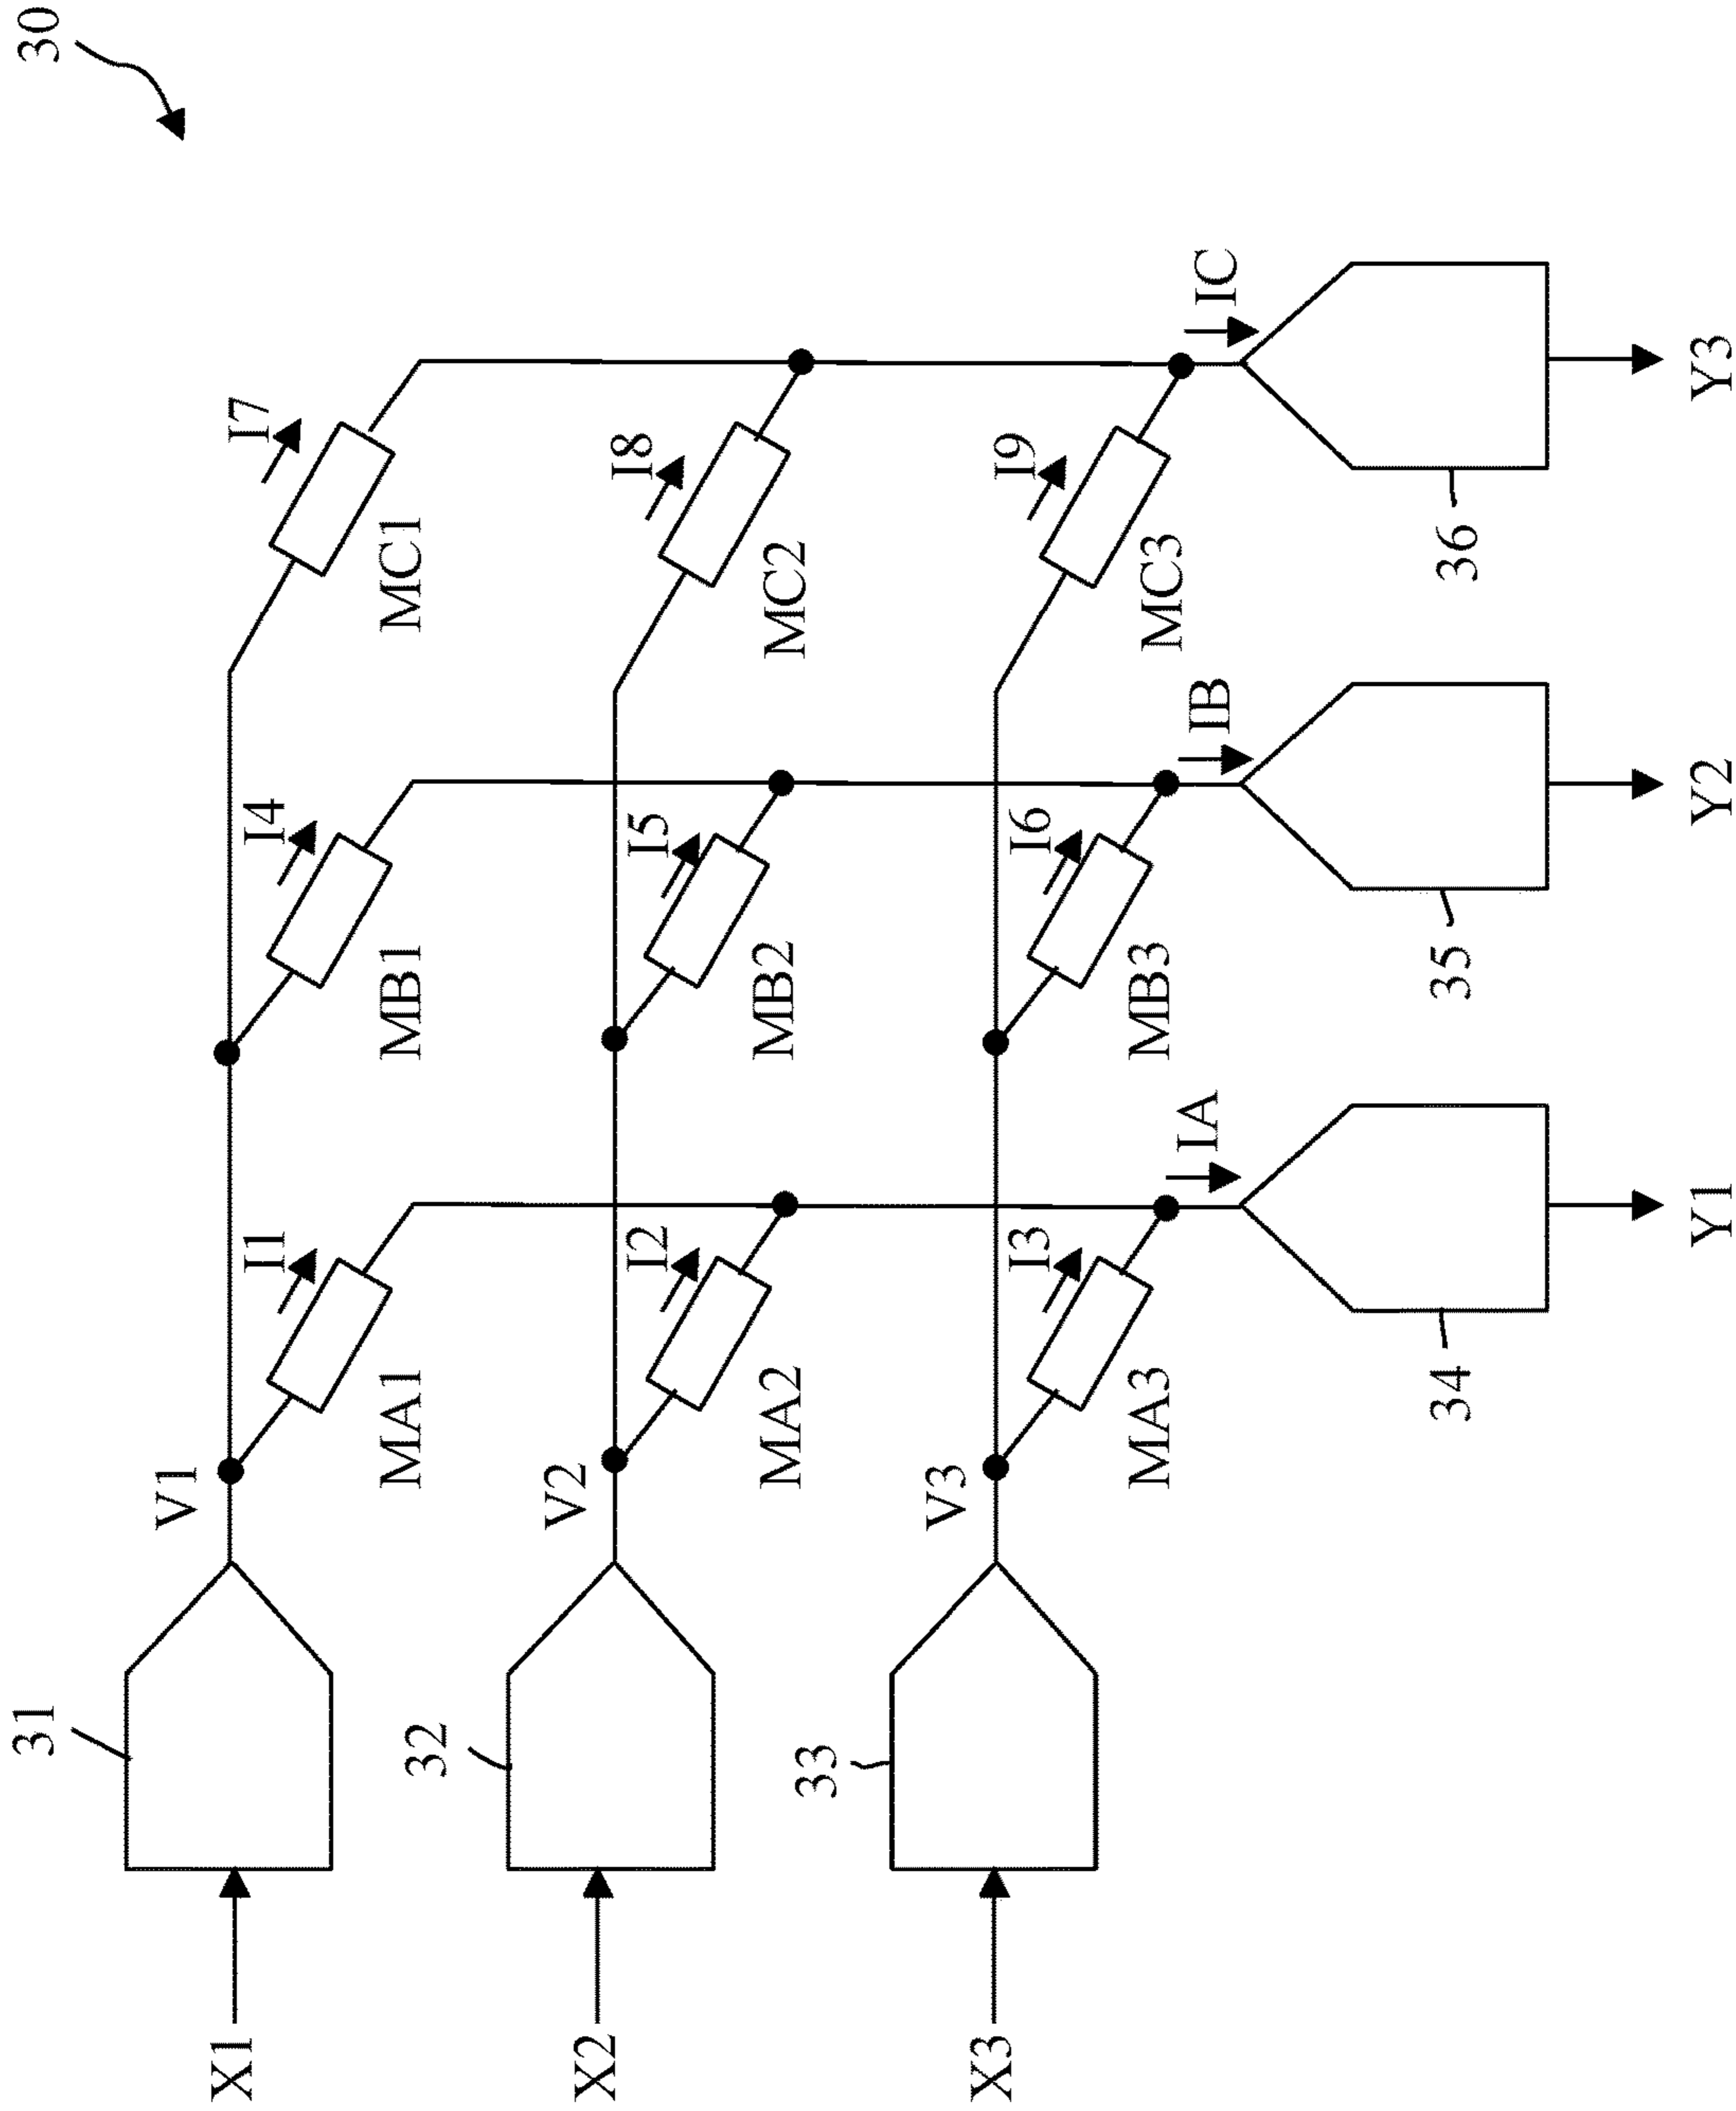 30
X1
31
V1
I1
MA1
I4
MB1
I7
MC1
X2
32
V2
I2
MA2
I5
MB2
I8
MC2
X3
33
V3
I3
MA3
I6
MB3
I9
MC3
IA
IB
IC
34
35
36
Y1
Y2
Y3